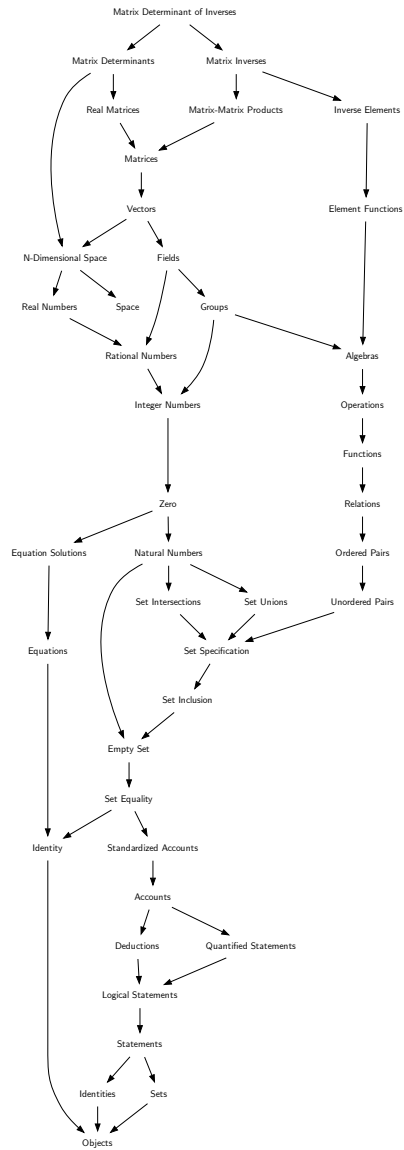 Matrix Determinant of Inverses
Matrix Determinants
Matrix Inverses
Real Matrices
Matrix-Matrix Products
Inverse Elements
Matrices
Vectors
Element Functions
N-Dimensional Space
Fields
Real Numbers
Space
Groups
Rational Numbers
Algebras
Integer Numbers
Operations
Functions
Zero
Relations
Equation Solutions
Natural Numbers
Ordered Pairs
Set Intersections
Set Unions
Unordered Pairs
Equations
Set Specification
Set Inclusion
Empty Set
Set Equality
Identity
Standardized Accounts
Accounts
Deductions
Quantified Statements
Logical Statements
Statements
Identities
Sets
Objects